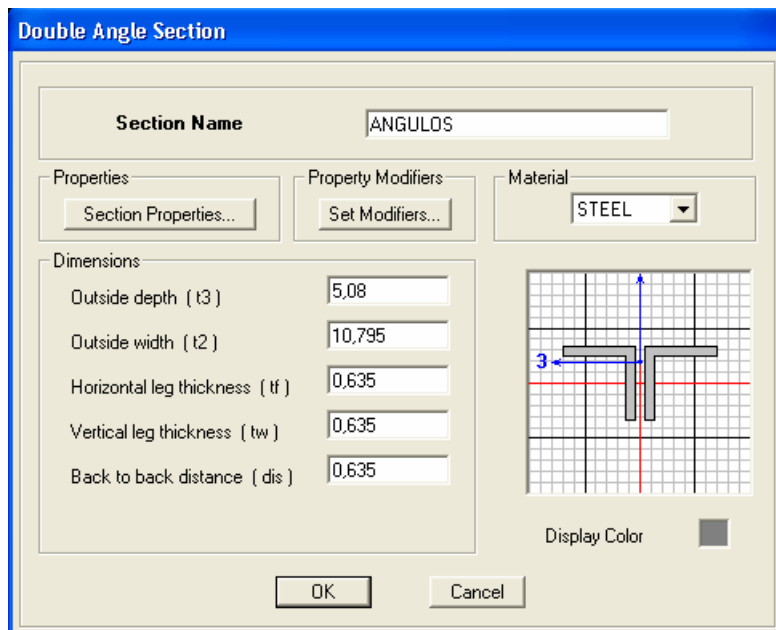 Double Angle Section
Section Name ANGULOS
Properties Property Modifiers Material
Section Properties... Set Modifiers... STEEL
Dimensions
Outside depth ( t3 ) 5,08
Outside width ( t2 ) 10,795
Horizontal leg thickness ( tf ) 0,635
Vertical leg thickness ( tw ) 0,635
Back to back distance ( dis ) 0,635
3
Display Color
OK Cancel